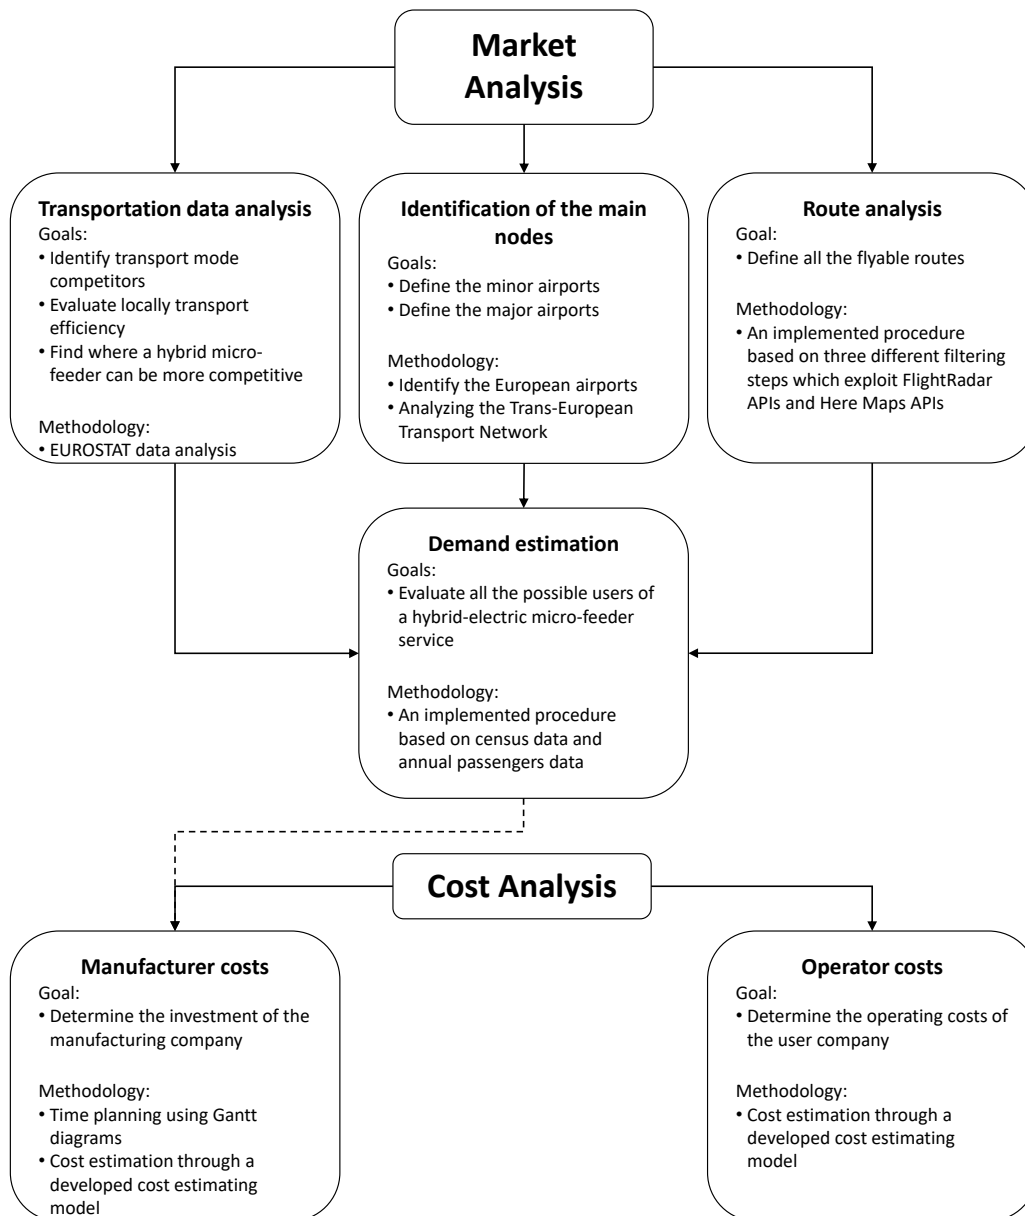 Market
Analysis
Transportation data analysis
Goals:
• Identify transport mode
competitors
• Evaluate locally transport
efficiency
• Find where a hybrid micro-
feeder can be more competitive
Methodology:
• EUROSTAT data analysis
Identification of the main
nodes
Goals:
• Define the minor airports
• Define the major airports
Methodology:
• Identify the European airports
• Analyzing the Trans-European
Transport Network
Route analysis
Goal:
• Define all the flyable routes
Methodology:
• An implemented procedure
based on three different filtering
steps which exploit FlightRadar
APIs and Here Maps APIs
Demand estimation
Goals:
• Evaluate all the possible users of
a hybrid-electric micro-feeder
service
Methodology:
• An implemented procedure
based on census data and
annual passengers data
Cost Analysis
Manufacturer costs
Goal:
• Determine the investment of the
manufacturing company
Methodology:
• Time planning using Gantt
diagrams
• Cost estimation through a
developed cost estimating
model
Operator costs
Goal:
• Determine the operating costs of
the user company
Methodology:
• Cost estimation through a
developed cost estimating
model